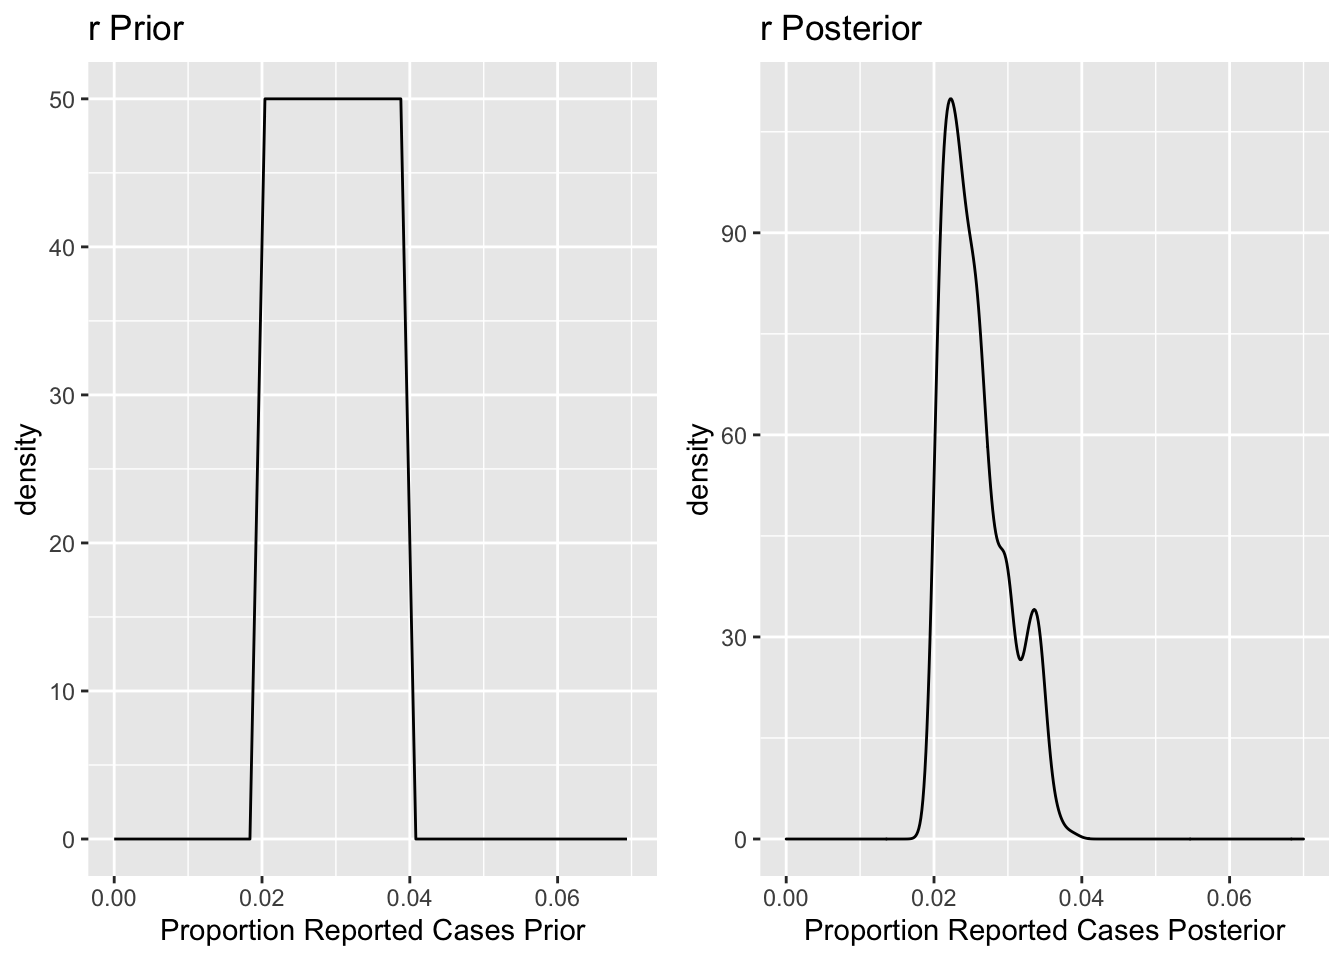 r Prior
density
50
40
30
20
10
0
0.00 0.02 0.04 0.06
Proportion Reported Cases Prior
r Posterior
density
90
60
30
0
0.00 0.02 0.04 0.06
Proportion Reported Cases Posterior